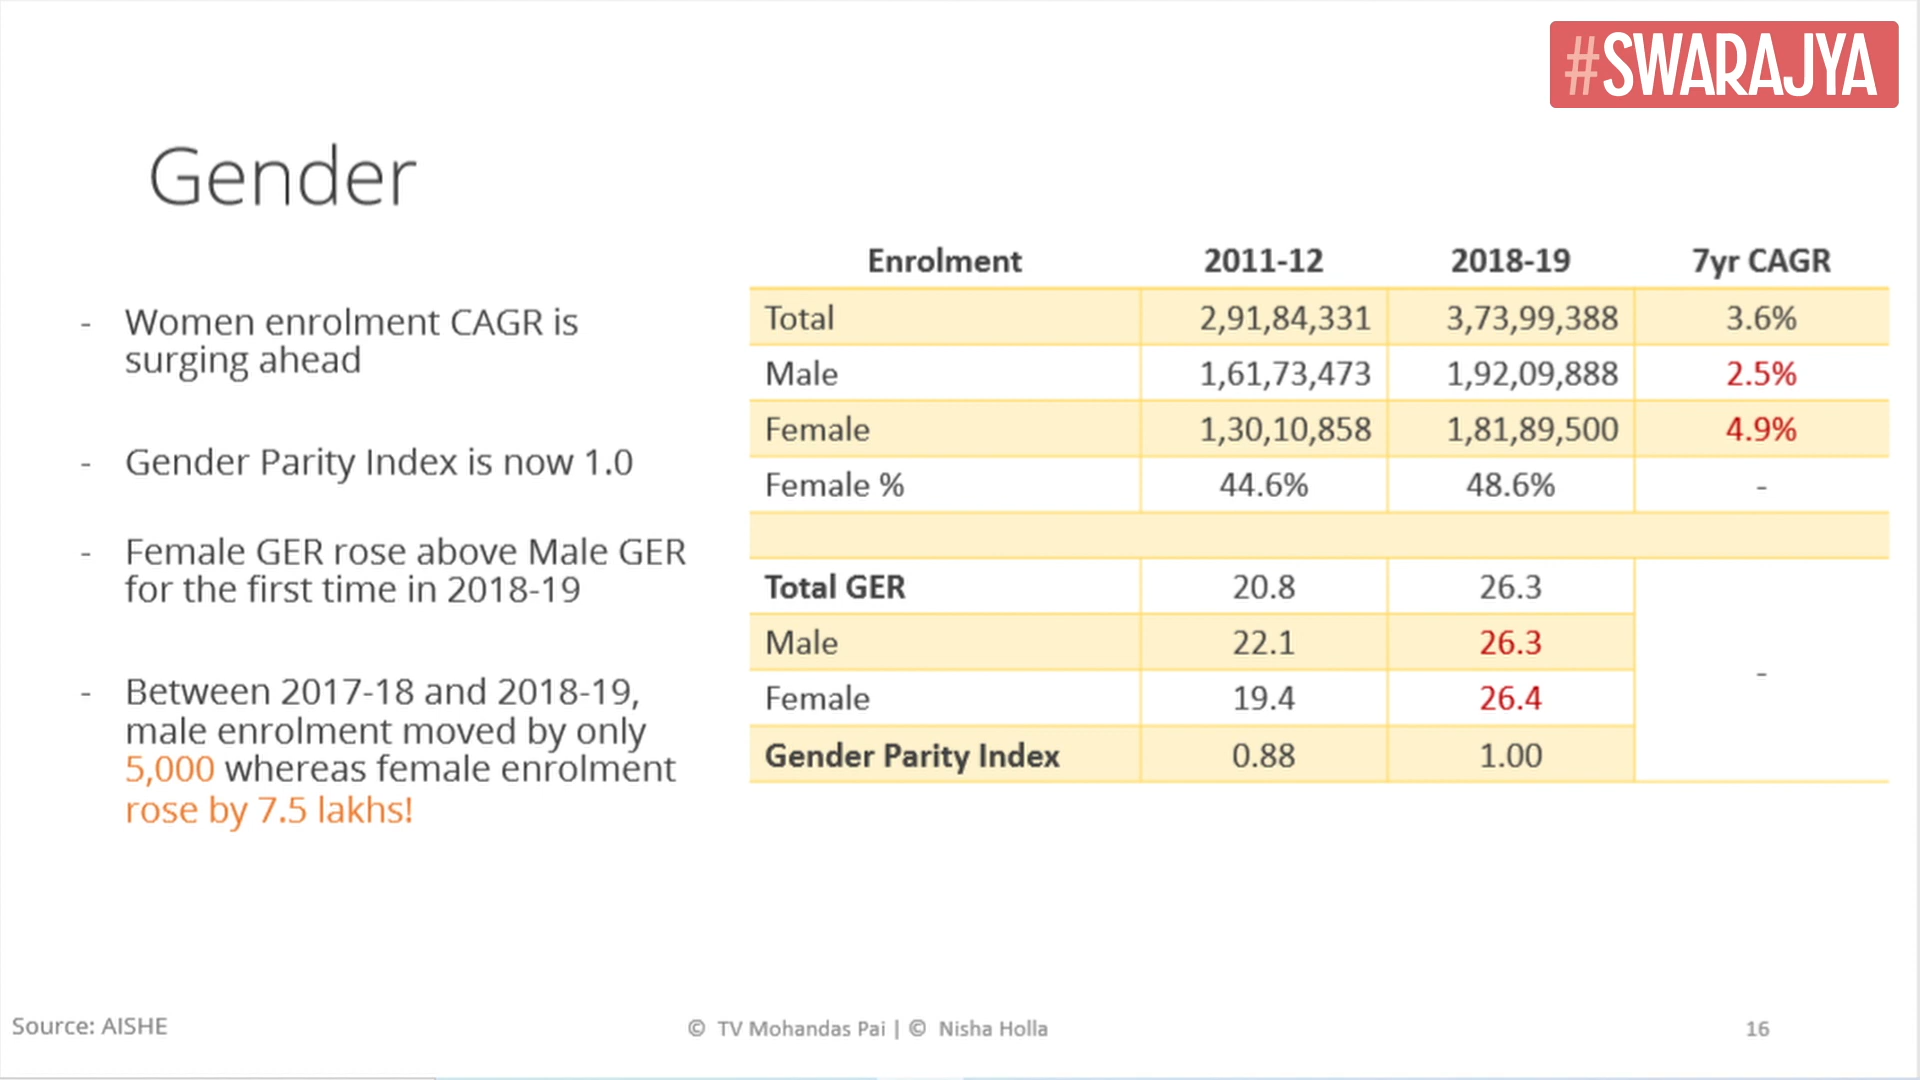 #SWARAJYA
Gender
- Women enrolment CAGR is
surging ahead
- Gender Parity Index is now 1.0
- Female GER rose above Male GER
for the first time in 2018-19
- Between 2017-18 and 2018-19,
male enrolment moved by only
5,000 whereas female enrolment
rose by 7.5 lakhs!
Enrolment 2011-12 2018-19 7yr CAGR
Total 2,91,84,331 3,73,99,388 3.6%
Male 1,61,73,473 1,92,09,888 2.5%
Female 1,30,10,858 1,81,89,500 4.9%
Female % 44.6% 48.6% -
Total GER 20.8 26.3
Male 22.1 26.3
-
Female 19.4 26.4
Gender Parity Index 0.88 1.00
Source: AISHE
© TV Mohandas Pai | © Nisha Holla
16